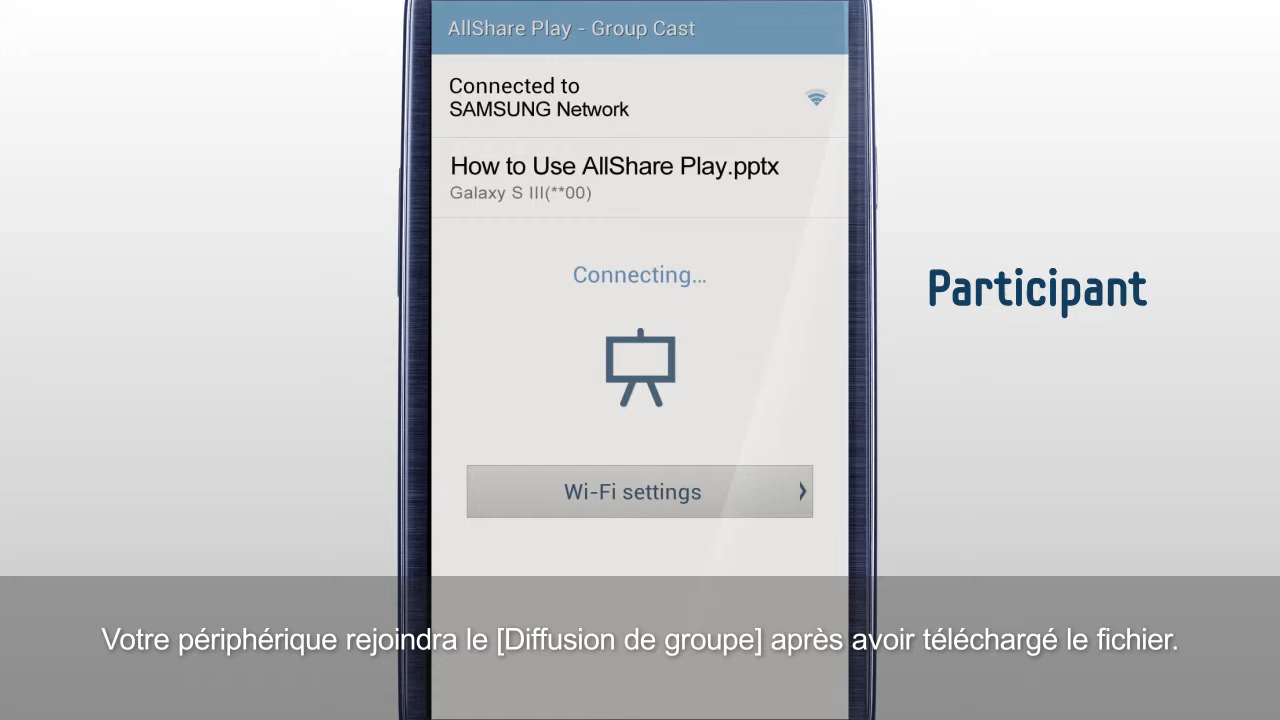 AllShare Play - Group Cast
Connected to
SAMSUNG Network
How to Use AllShare Play.pptx
Galaxy S III(**00)
Connecting...
Participant
Wi-Fi settings
Votre périphérique rejoindra le [Diffusion de groupe] après avoir téléchargé le fichier.